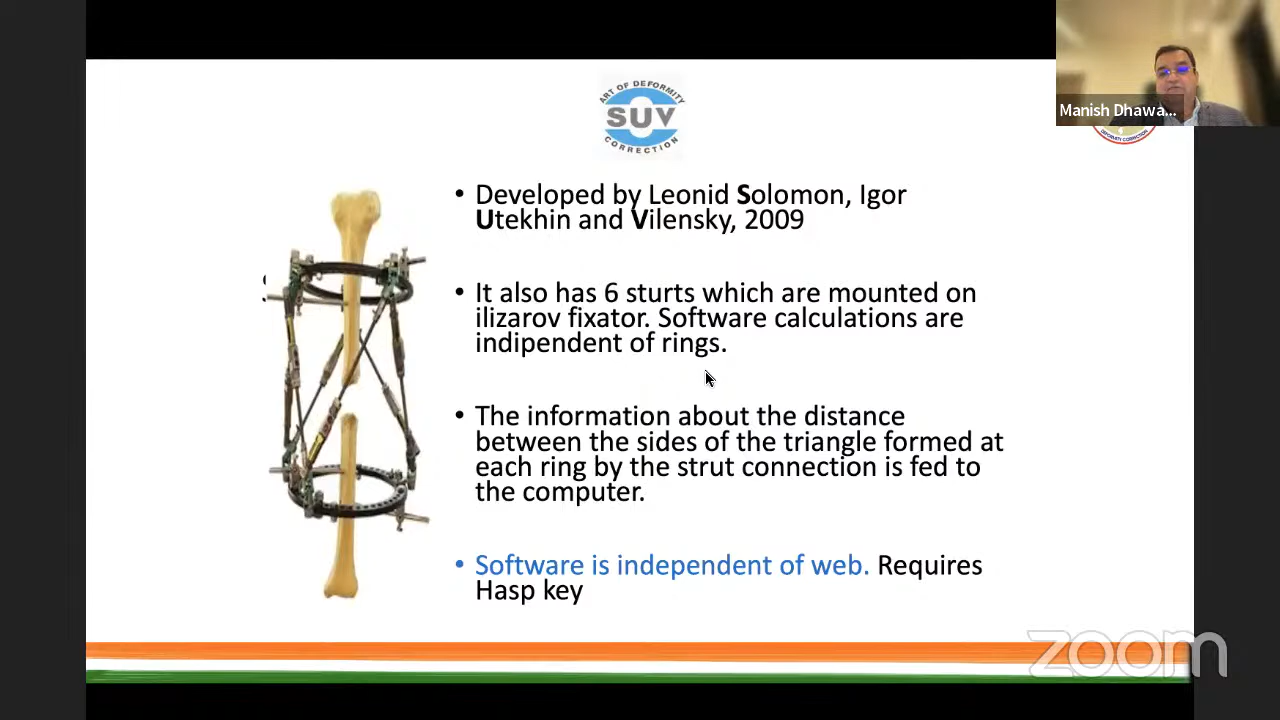 ART OF DEFORMITY
SUV
CORRECTION
Manish Dhawa...
DEFORMITY CORRECTION
• Developed by Leonid Solomon, Igor
Utekhin and Vilensky, 2009
• It also has 6 sturts which are mounted on
ilizarov fixator. Software calculations are
indipendent of rings.
• The information about the distance
between the sides of the triangle formed at
each ring by the strut connection is fed to
the computer.
• Software is independent of web. Requires
Hasp key
zoom